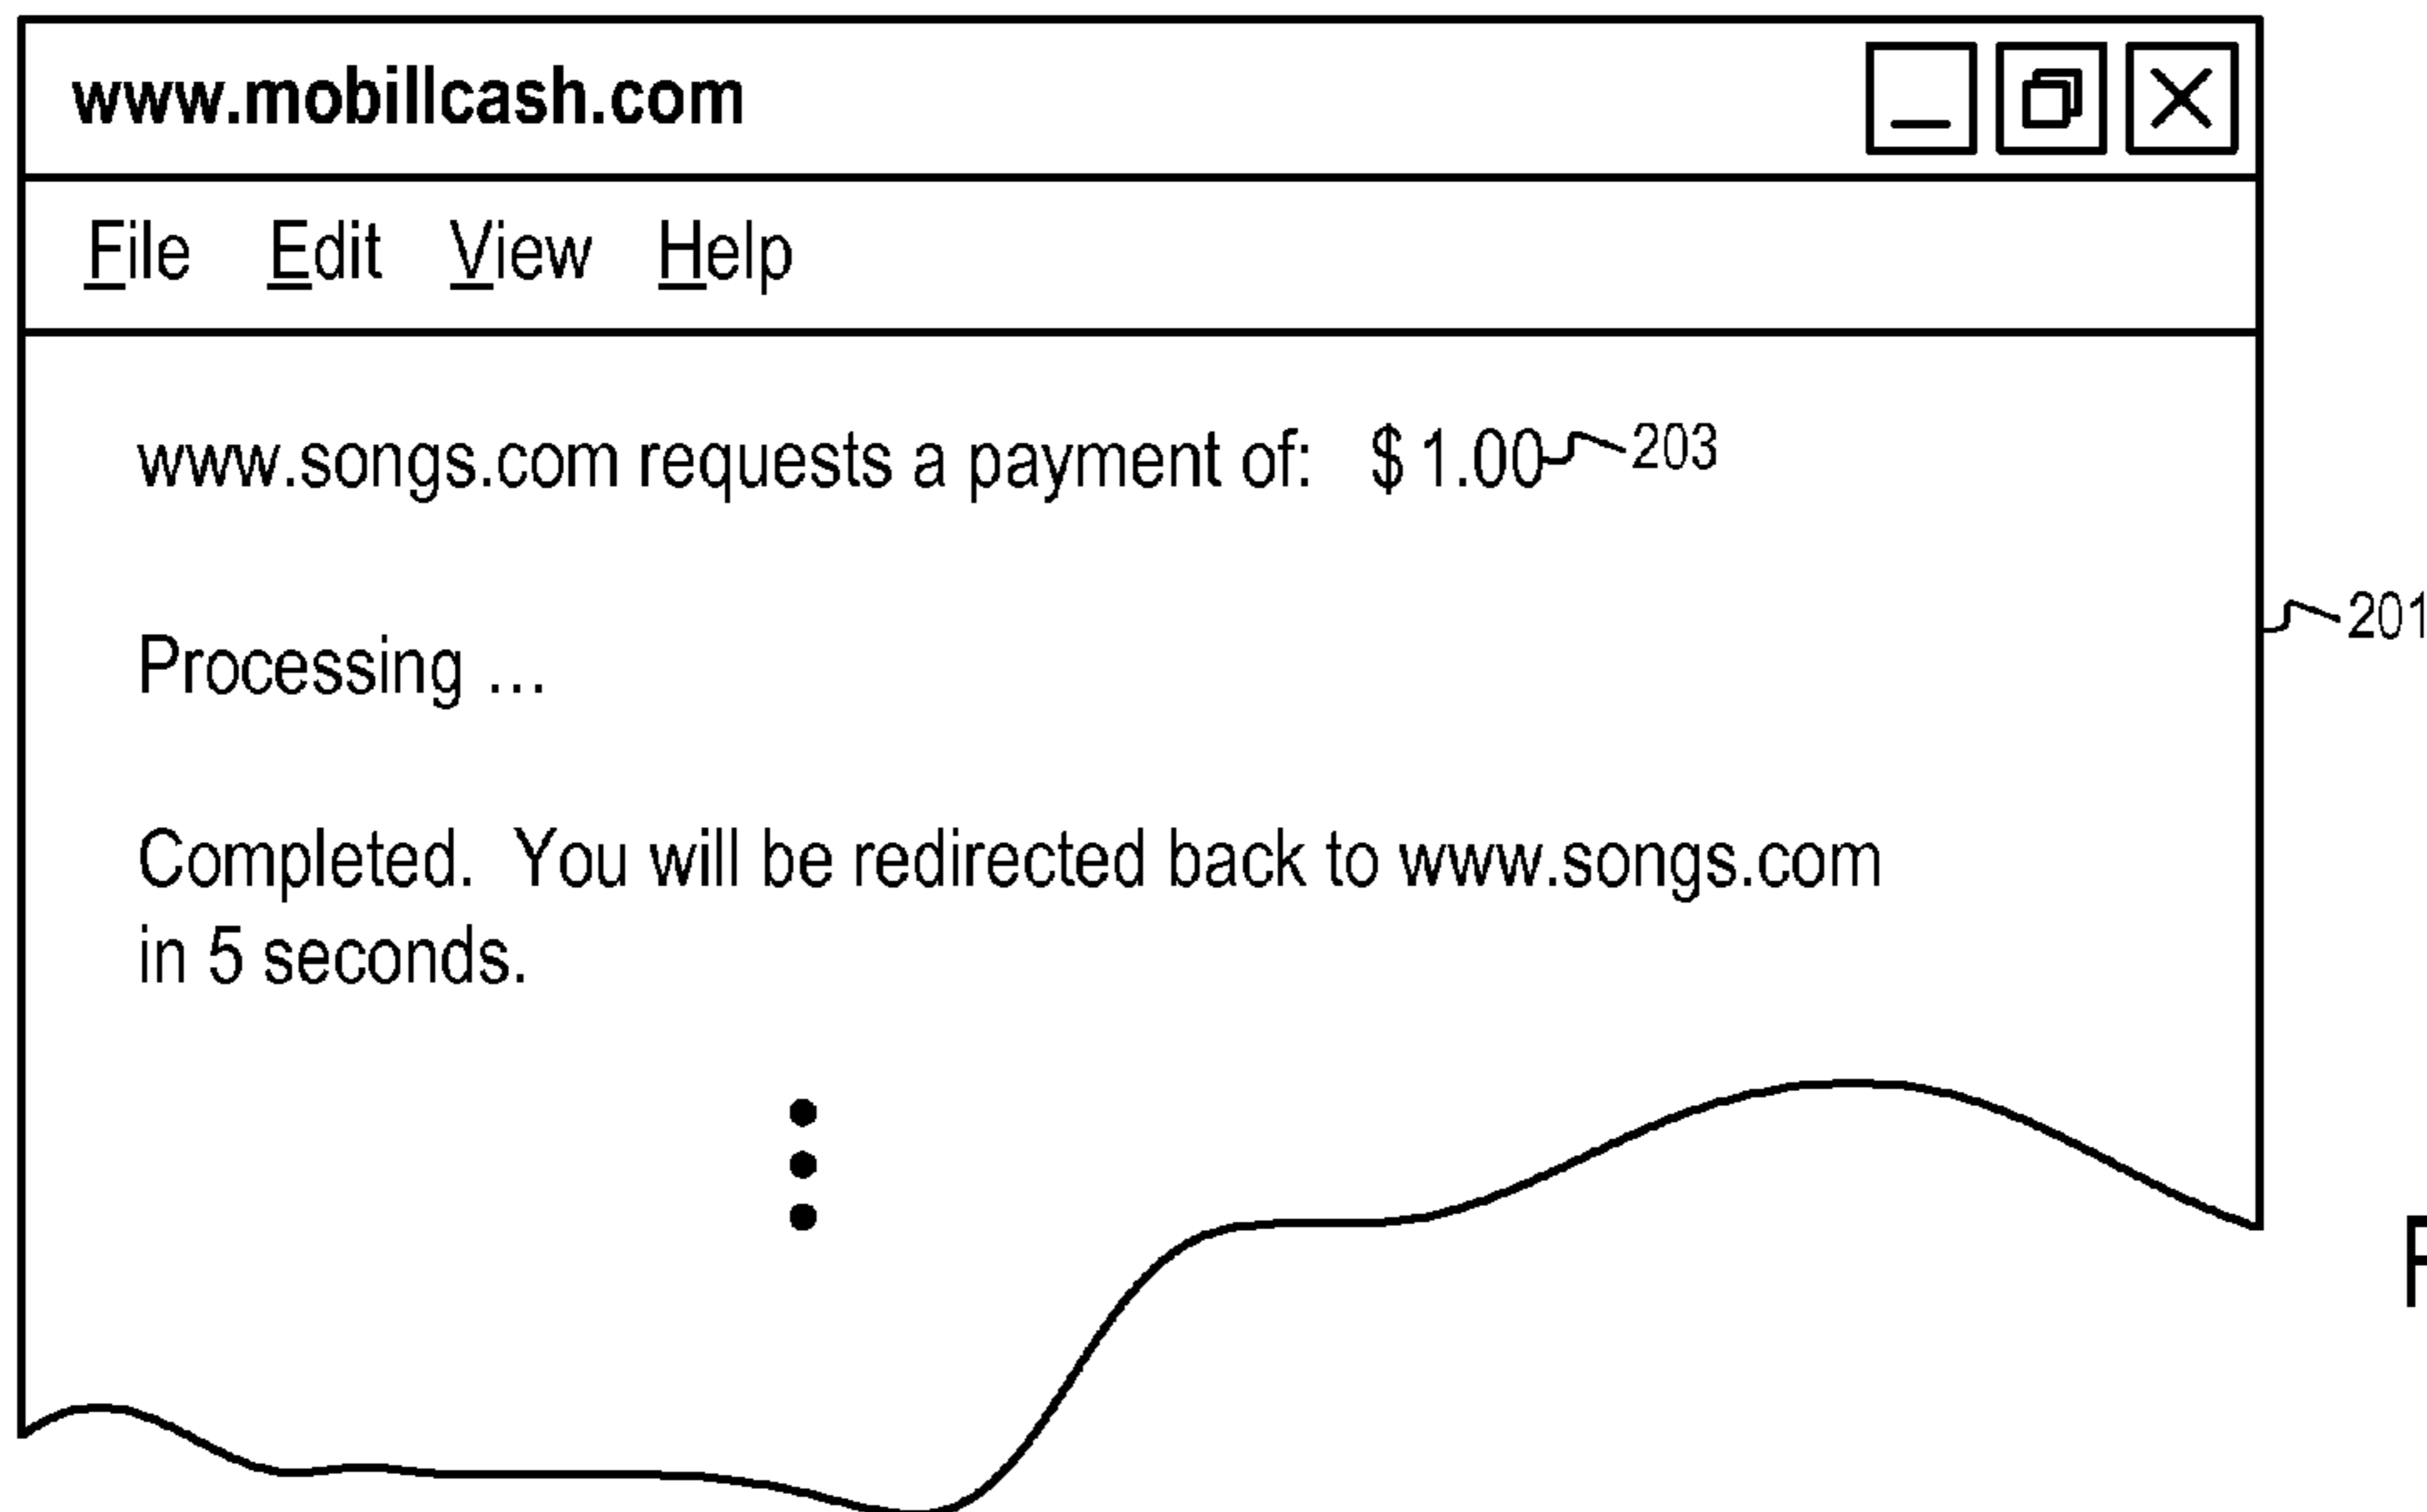 www.mobillcash.com
File Edit View Help
www.songs.com requests a payment of: $ 1.00 203
201
Processing ...
Completed. You will be redirected back to www.songs.com
in 5 seconds.
F